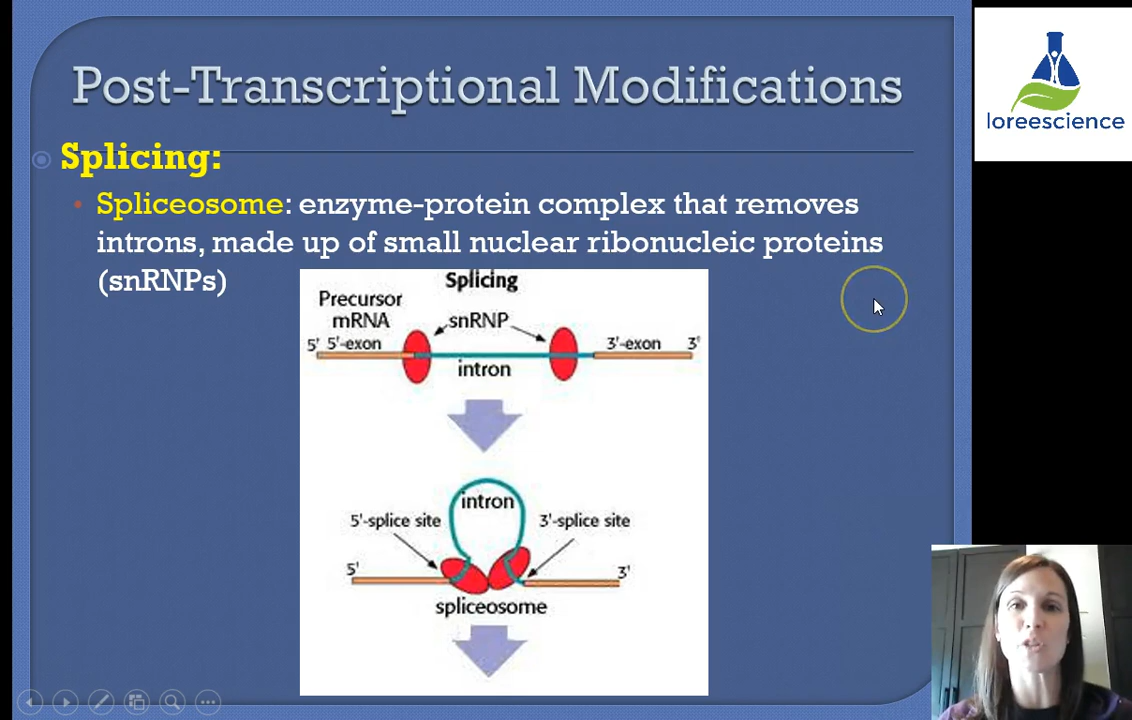 Post-Transcriptional Modifications
loreescience
Splicing:
Spliceosome: enzyme-protein complex that removes
introns, made up of small nuclear ribonucleic proteins
(snRNPs)
Splicing
Precursor
mRNA
snRNP
5' 5'-exon
3'-exon 3'
intron
intron
5'-splice site
3'-splice site
5'
3'
spliceosome